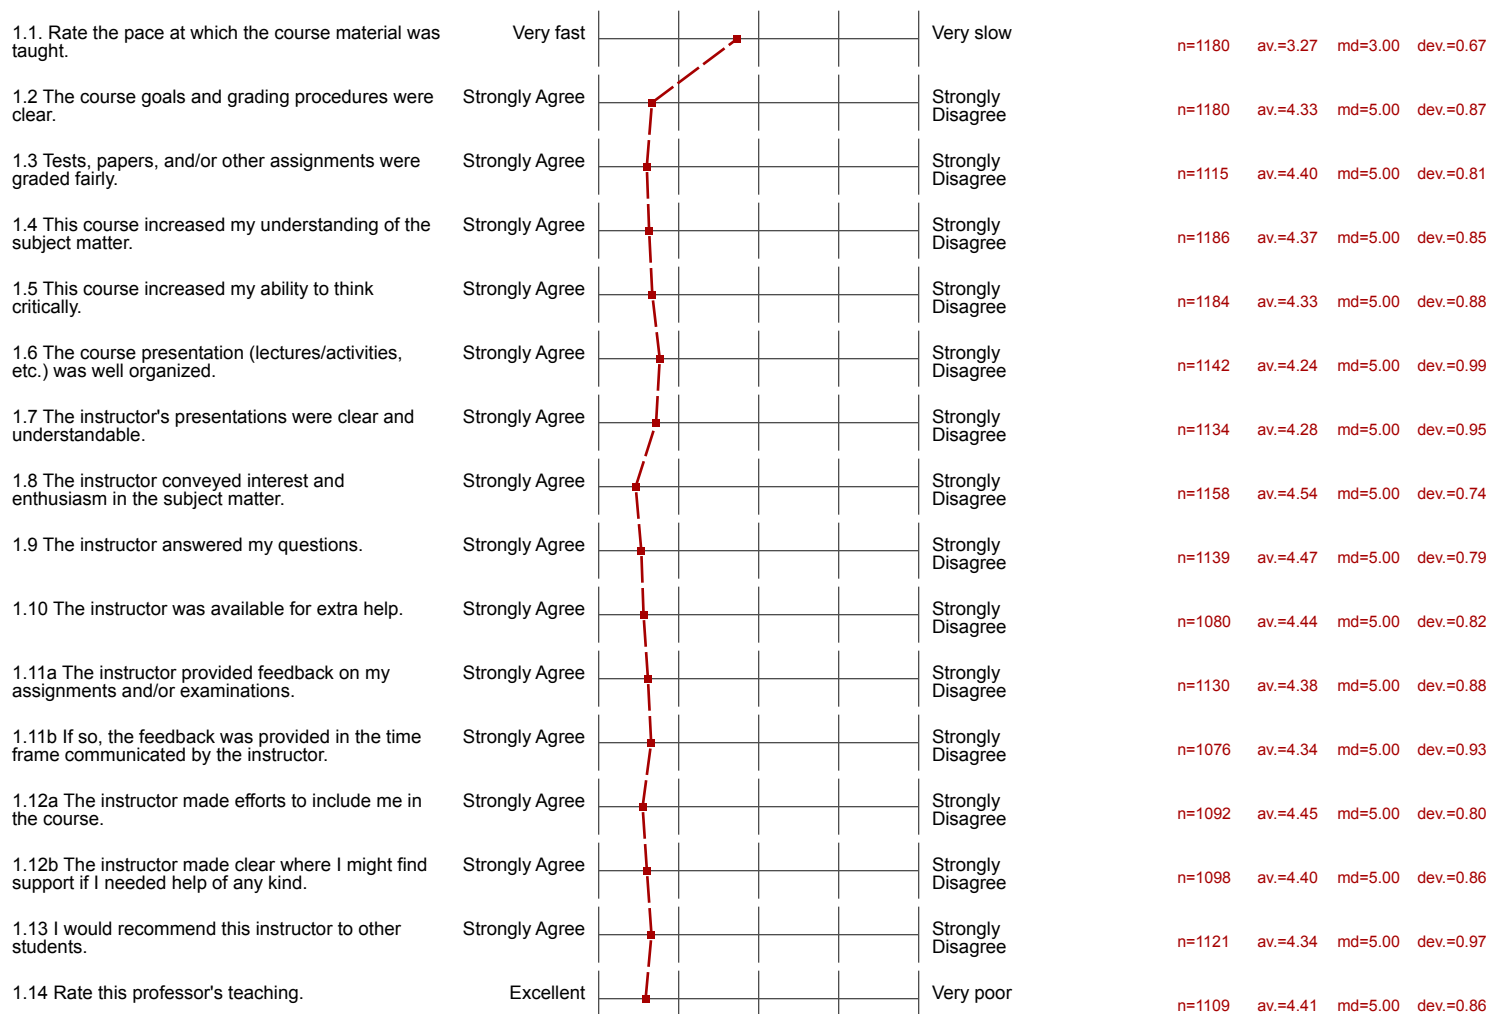 1.1. Rate the pace at which the course material was
taught.
Very fast
Very slow
n=1180 av.=3.27 md=3.00 dev.=0.67
1.2 The course goals and grading procedures were
clear.
Strongly Agree
Strongly
Disagree
n=1180 av.=4.33 md=5.00 dev.=0.87
1.3 Tests, papers, and/or other assignments were
graded fairly.
Strongly Agree
Strongly
Disagree
n=1115 av.=4.40 md=5.00 dev.=0.81
1.4 This course increased my understanding of the
subject matter.
Strongly Agree
Strongly
Disagree
n=1186 av.=4.37 md=5.00 dev.=0.85
1.5 This course increased my ability to think
critically.
Strongly Agree
Strongly
Disagree
n=1184 av.=4.33 md=5.00 dev.=0.88
1.6 The course presentation (lectures/activities,
etc.) was well organized.
Strongly Agree
Strongly
Disagree
n=1142 av.=4.24 md=5.00 dev.=0.99
1.7 The instructor's presentations were clear and
understandable.
Strongly Agree
Strongly
Disagree
n=1134 av.=4.28 md=5.00 dev.=0.95
1.8 The instructor conveyed interest and
enthusiasm in the subject matter.
Strongly Agree
Strongly
Disagree
n=1158 av.=4.54 md=5.00 dev.=0.74
1.9 The instructor answered my questions.
Strongly Agree
Strongly
Disagree
n=1139 av.=4.47 md=5.00 dev.=0.79
1.10 The instructor was available for extra help.
Strongly Agree
Strongly
Disagree
n=1080 av.=4.44 md=5.00 dev.=0.82
1.11a The instructor provided feedback on my
assignments and/or examinations.
Strongly Agree
Strongly
Disagree
n=1130 av.=4.38 md=5.00 dev.=0.88
1.11b If so, the feedback was provided in the time
frame communicated by the instructor.
Strongly Agree
Strongly
Disagree
n=1076 av.=4.34 md=5.00 dev.=0.93
1.12a The instructor made efforts to include me in
the course.
Strongly Agree
Strongly
Disagree
n=1092 av.=4.45 md=5.00 dev.=0.80
1.12b The instructor made clear where I might find
support if I needed help of any kind.
Strongly Agree
Strongly
Disagree
n=1098 av.=4.40 md=5.00 dev.=0.86
1.13 I would recommend this instructor to other
students.
Strongly Agree
Strongly
Disagree
n=1121 av.=4.34 md=5.00 dev.=0.97
1.14 Rate this professor's teaching.
Excellent
Very poor
n=1109 av.=4.41 md=5.00 dev.=0.86